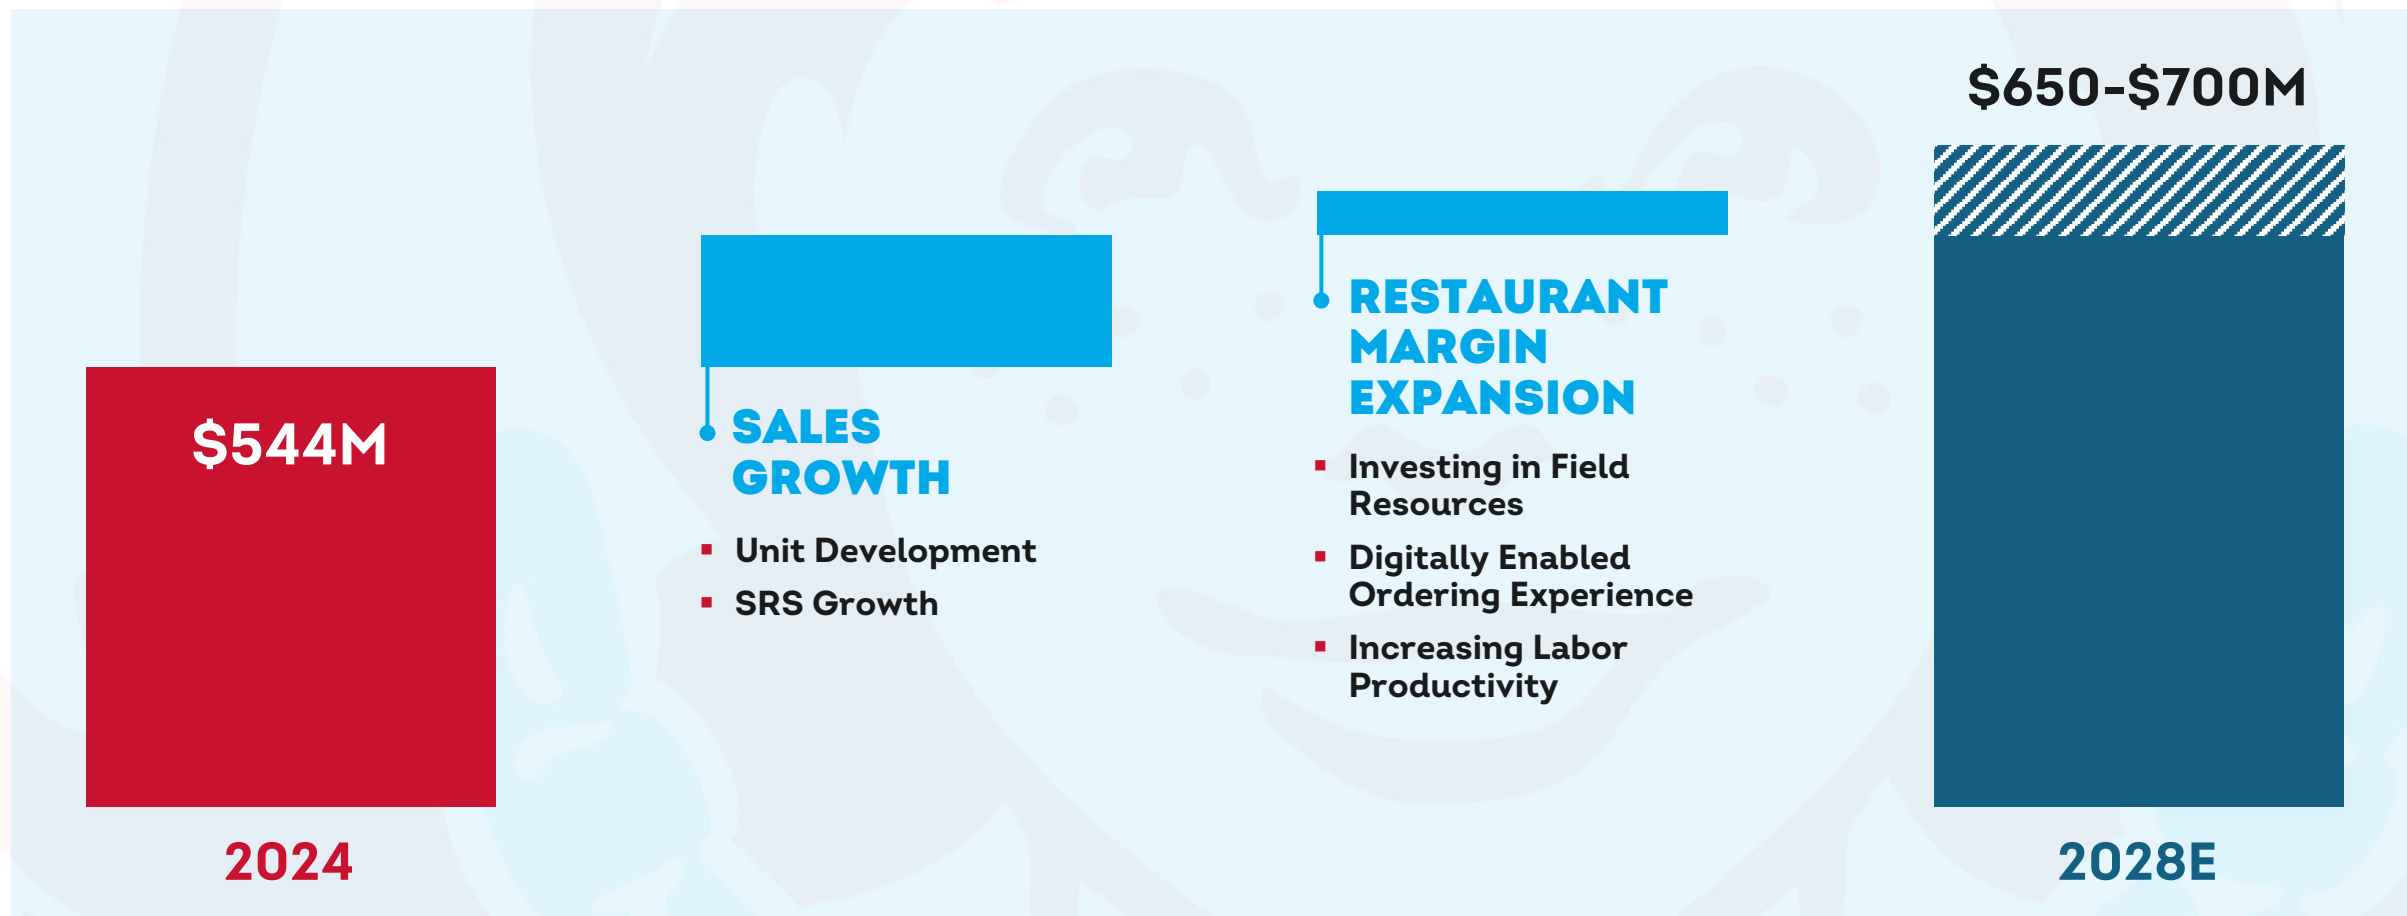 $544M
2024
SALES
GROWTH
▪ Unit Development
▪ SRS Growth
RESTAURANT
MARGIN
EXPANSION
▪ Investing in Field
Resources
▪ Digitally Enabled
Ordering Experience
▪ Increasing Labor
Productivity
$650-$700M
2028E